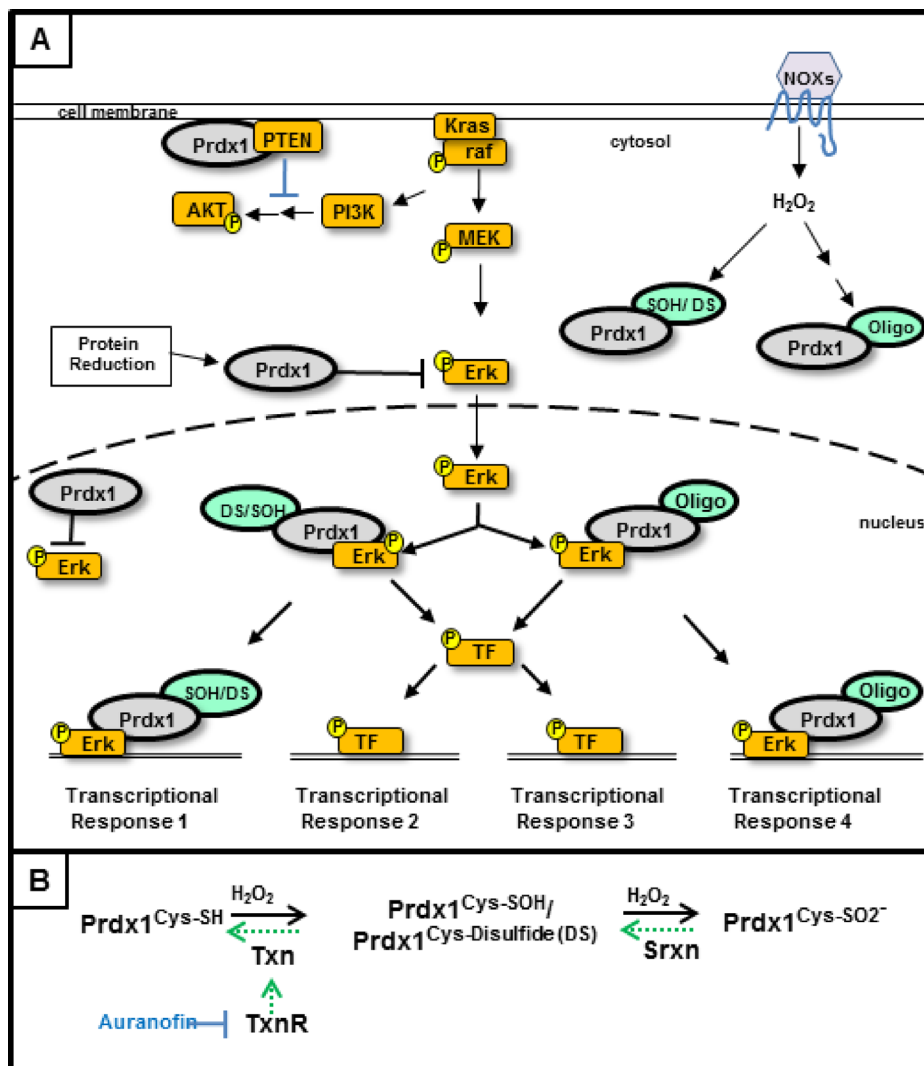 A
NOXs
cell membrane
Kras
Prdx1
PTEN
cytosol
P
raf
H2O2
AKT
P
PI3K
P
MEK
SOH/ DS
Prdx1
Oligo
Prdx1
Protein
Reduction
Prdx1
P
Erk
P
Erk
Prdx1
DS/SOH
Oligo
Prdx1
Prdx1
nucleus
P
Erk
P
Erk
P
Erk
P
TF
SOH/DS
Oligo
Prdx1
Prdx1
P
Erk
P
TF
P
TF
P
Erk
Transcriptional
Response 1
Transcriptional
Response 2
Transcriptional
Response 3
Transcriptional
Response 4
B
Prdx1Cys-SH
H2O2
Txn
Prdx1Cys-SOH/
Prdx1Cys-Disulfide (DS)
H2O2
Srxn
Prdx1Cys-SO2⁻
Auranofin
TxnR